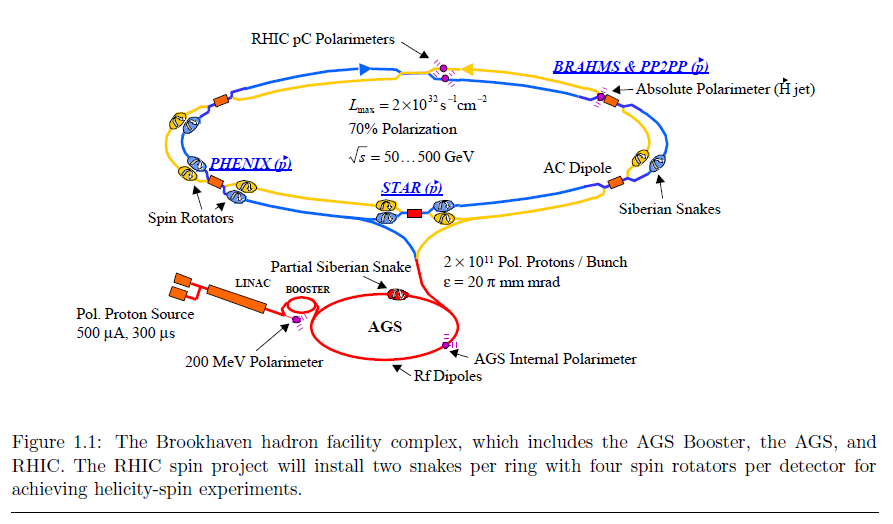 RHIC pC Polarimeters
BRAHMS & PP2PP (p⃗)
Absolute Polarimeter (H⃗ jet)
Lmax = 2×10³² s⁻¹cm⁻²
70% Polarization
√s = 50…500 GeV
PHENIX (p⃗)
AC Dipole
STAR (p⃗)
Siberian Snakes
Spin Rotators
Partial Siberian Snake
2 × 10¹¹ Pol. Protons / Bunch
ε = 20 π mm mrad
LINAC
BOOSTER
Pol. Proton Source
500 μA, 300 μs
AGS
200 MeV Polarimeter
AGS Internal Polarimeter
Rf Dipoles
Figure 1.1: The Brookhaven hadron facility complex, which includes the AGS Booster, the AGS, and
RHIC. The RHIC spin project will install two snakes per ring with four spin rotators per detector for
achieving helicity-spin experiments.